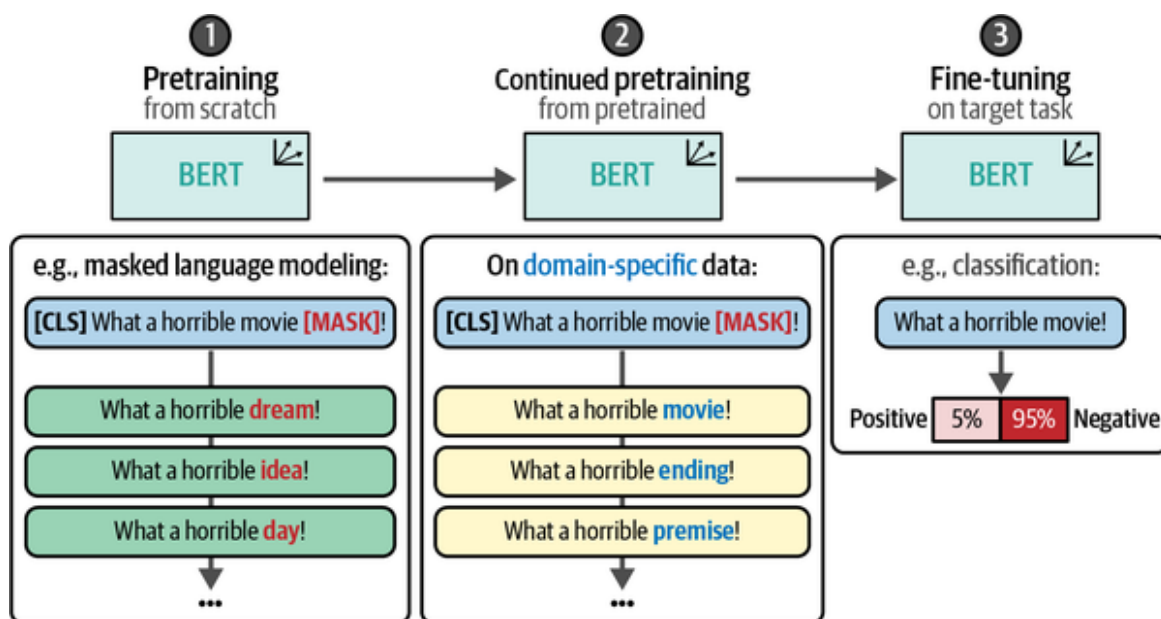 1
Pretraining
from scratch
BERT
e.g., masked language modeling:
[CLS] What a horrible movie [MASK]!
What a horrible dream!
What a horrible idea!
What a horrible day!
...
2
Continued pretraining
from pretrained
BERT
On domain-specific data:
[CLS] What a horrible movie [MASK]!
What a horrible movie!
What a horrible ending!
What a horrible premise!
...
3
Fine-tuning
on target task
BERT
e.g., classification:
What a horrible movie!
Positive 5% 95% Negative